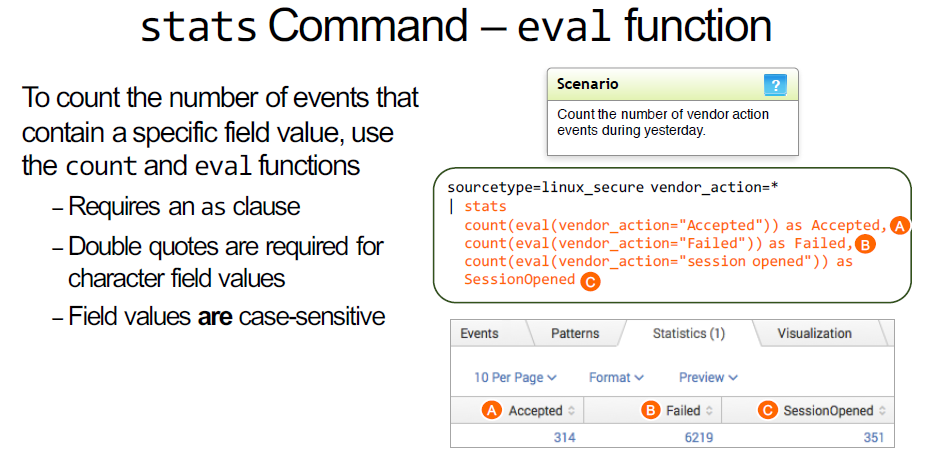 stats Command – eval function
To count the number of events that
contain a specific field value, use
the count and eval functions
– Requires an as clause
– Double quotes are required for
character field values
– Field values are case-sensitive
Scenario ?
Count the number of vendor action
events during yesterday.
sourcetype=linux_secure vendor_action=*
| stats
count(eval(vendor_action="Accepted")) as Accepted, A
count(eval(vendor_action="Failed")) as Failed, B
count(eval(vendor_action="session opened")) as
SessionOpened C
Events Patterns Statistics (1) Visualization
10 Per Page Format Preview
A Accepted B Failed C SessionOpened
314 6219 351